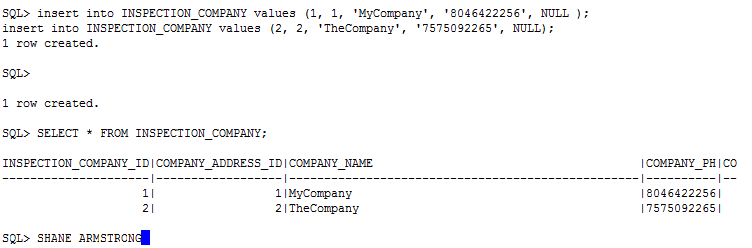 SQL> insert into INSPECTION_COMPANY values (1, 1, 'MyCompany', '8046422256', NULL );
insert into INSPECTION_COMPANY values (2, 2, 'TheCompany', '7575092265', NULL);
1 row created.
SQL>
1 row created.
SQL> SELECT * FROM INSPECTION_COMPANY;
INSPECTION_COMPANY_ID|COMPANY_ADDRESS_ID|COMPANY_NAME |COMPANY_PH|CO
---------------------|------------------|--------------------------------------------------|----------|--
1| 1|MyCompany |8046422256|
2| 2|TheCompany |7575092265|
SQL> SHANE ARMSTRONG